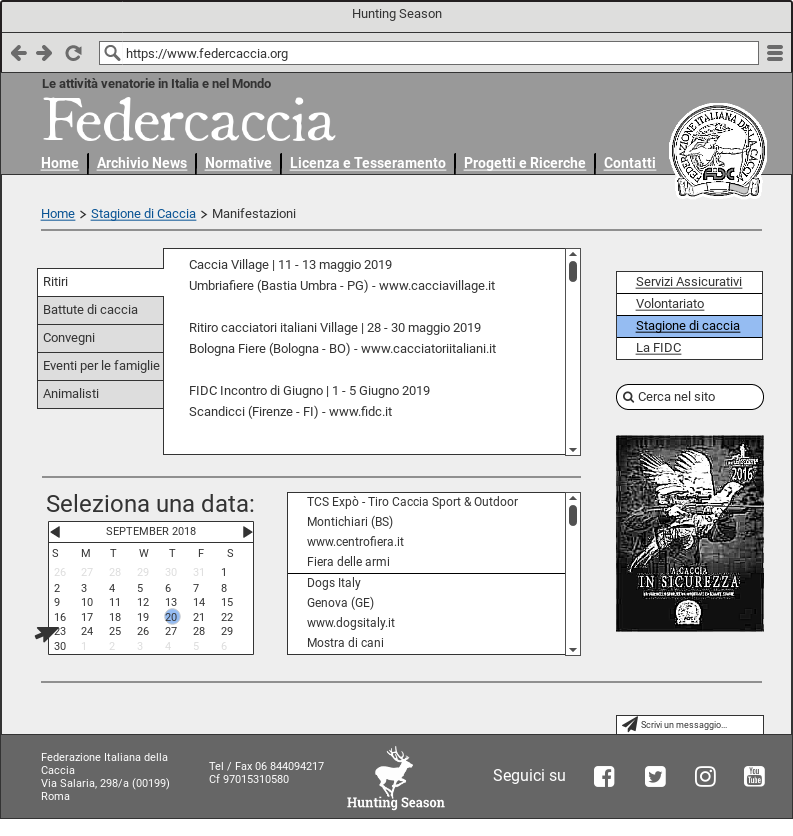 Hunting Season
https://www.federcaccia.org
Le attività venatorie in Italia e nel Mondo
Federcaccia
Home
Archivio News
Normative
Licenza e Tesseramento
Progetti e Ricerche
Contatti
FEDERAZIONE ITALIANA DELLA CACCIA
FIDC
Home > Stagione di Caccia > Manifestazioni
Ritiri
Battute di caccia
Convegni
Eventi per le famiglie
Animalisti
Caccia Village | 11 - 13 maggio 2019
Umbriafiere (Bastia Umbra - PG) - www.cacciavillage.it
Ritiro cacciatori italiani Village | 28 - 30 maggio 2019
Bologna Fiere (Bologna - BO) - www.cacciatoriitaliani.it
FIDC Incontro di Giugno | 1 - 5 Giugno 2019
Scandicci (Firenze - FI) - www.fidc.it
Servizi Assicurativi
Volontariato
Stagione di caccia
La FIDC
Cerca nel sito
2016
A CACCIA
IN SICUREZZA
Seleziona una data:
SEPTEMBER 2018
S M T W T F S
26 27 28 29 30 31 1
2 3 4 5 6 7 8
9 10 11 12 13 14 15
16 17 18 19 20 21 22
23 24 25 26 27 28 29
30 1 2 3 4 5 6
TCS Expò - Tiro Caccia Sport & Outdoor
Montichiari (BS)
www.centrofiera.it
Fiera delle armi
Dogs Italy
Genova (GE)
www.dogsitaly.it
Mostra di cani
Scrivi un messaggio...
Federazione Italiana della
Caccia
Via Salaria, 298/a (00199)
Roma
Tel / Fax 06 844094217
Cf 97015310580
Hunting Season
Seguici su
You
Tube